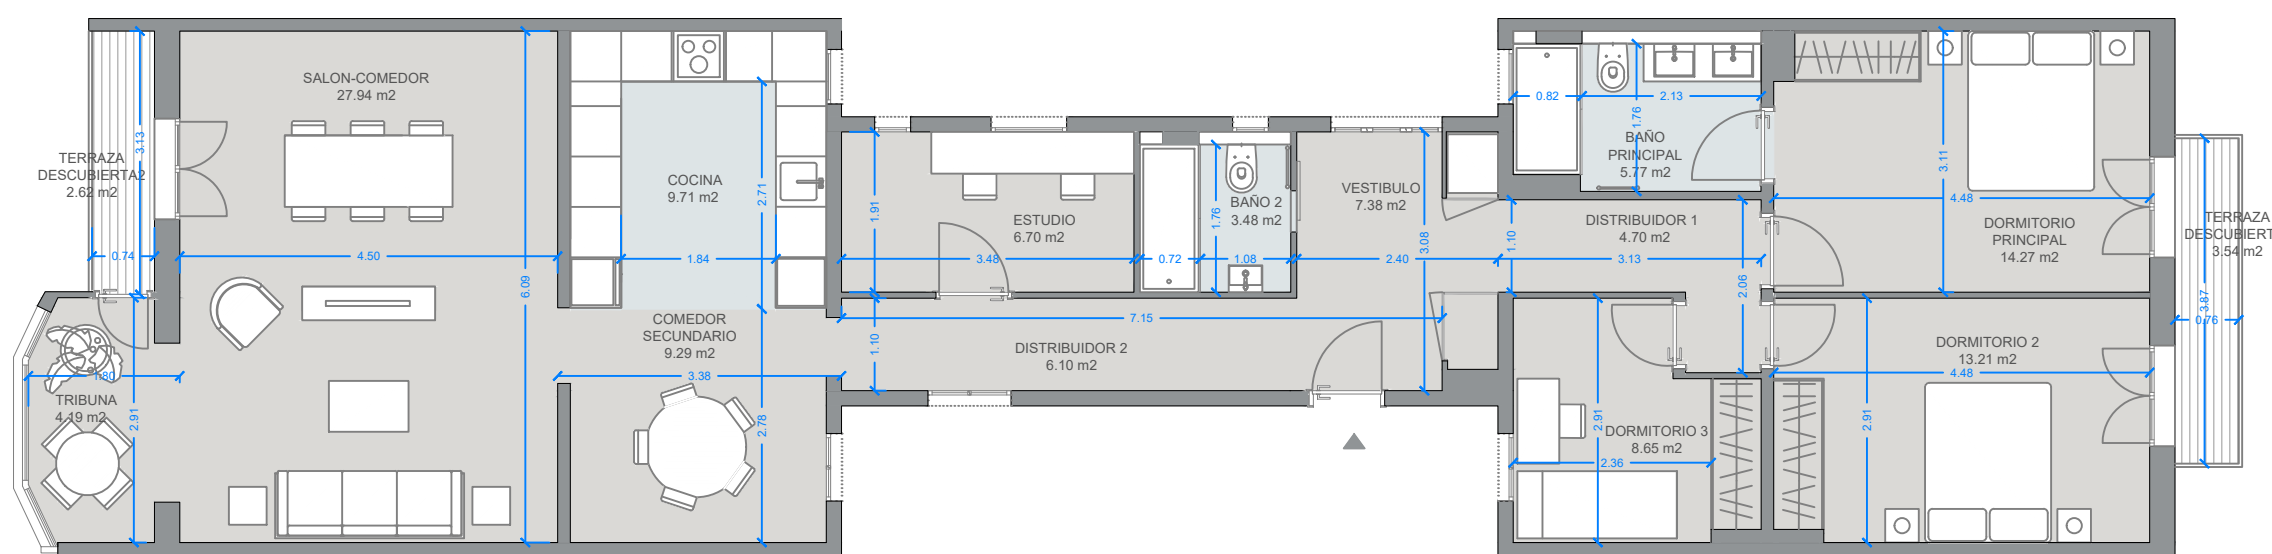 SALON-COMEDOR
27.94 m2
TERRAZA
DESCUBIERTA2
2.62 m2
3.13
0.74
4.50
6.09
TRIBUNA
4.19 m2
1.80
2.91
COCINA
9.71 m2
2.71
1.84
COMEDOR
SECUNDARIO
9.29 m2
3.38
2.78
ESTUDIO
6.70 m2
1.91
3.48
BAÑO 2
3.48 m2
1.76
0.72
1.08
VESTIBULO
7.38 m2
3.08
2.40
DISTRIBUIDOR 2
6.10 m2
7.15
1.10
DISTRIBUIDOR 1
4.70 m2
1.10
3.13
2.06
BAÑO
PRINCIPAL
5.77 m2
0.82
2.13
1.76
DORMITORIO
PRINCIPAL
14.27 m2
3.11
4.48
DORMITORIO 2
13.21 m2
4.48
2.91
DORMITORIO 3
8.65 m2
2.91
2.36
TERRAZA
DESCUBIERT
3.54 m2
3.87
0.76